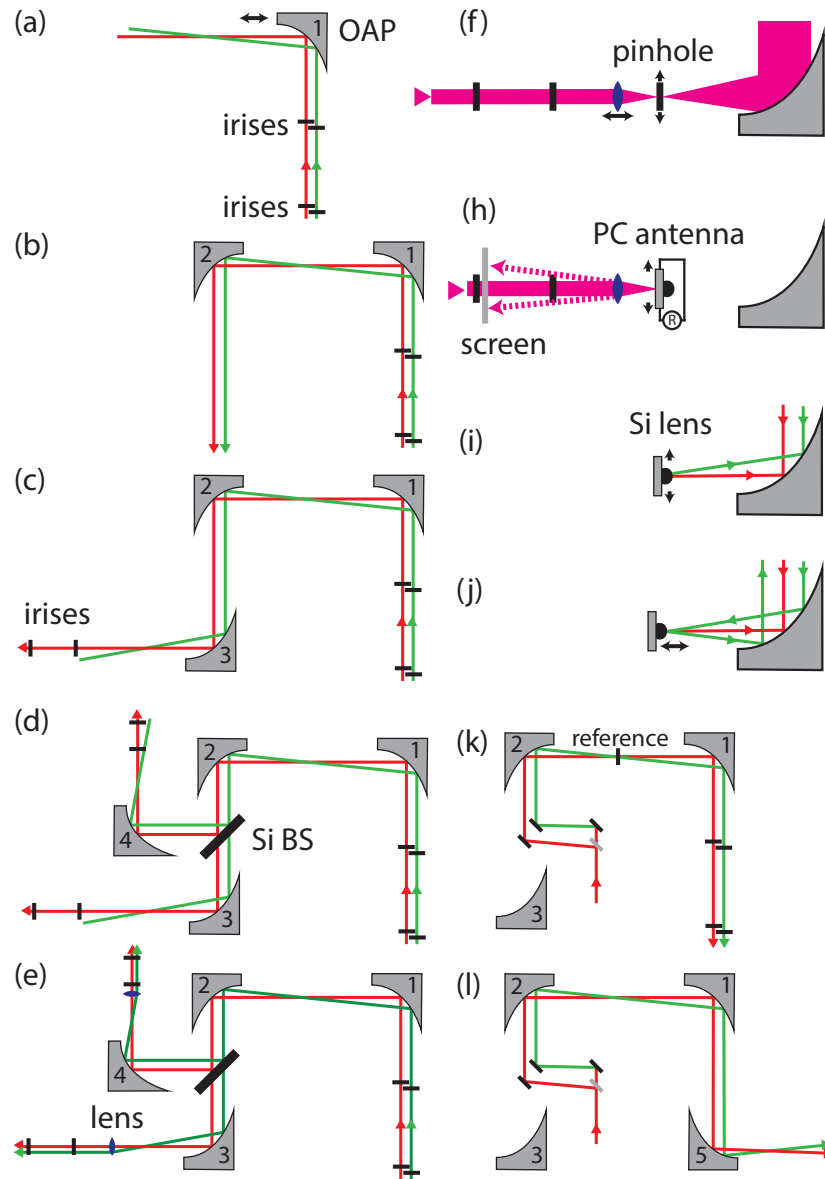 (a)
1
OAP
irises
irises
(b)
2
1
(c)
2
1
irises
3
(d)
2
1
4
Si BS
3
(e)
2
1
4
lens
3
(f)
pinhole
(h)
PC antenna
R
screen
(i)
Si lens
(j)
(k)
2
reference
1
3
(l)
2
1
3
5